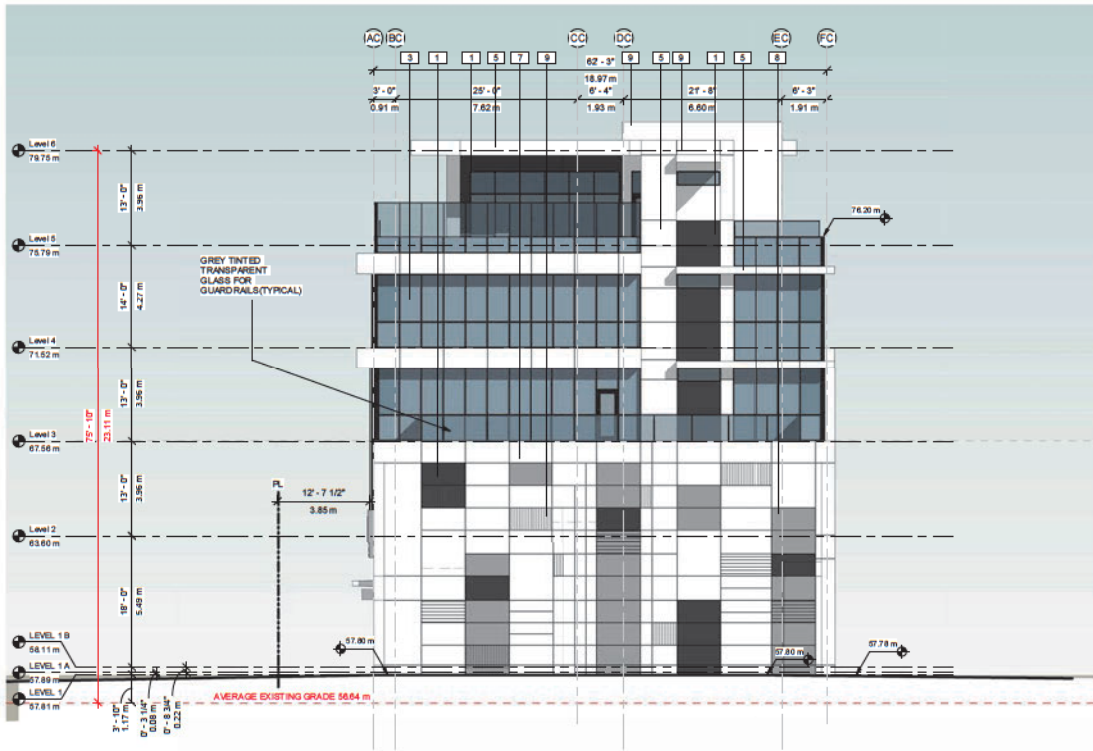 AC BC CC DC EC FC
3 1 1 5 7 9 9 5 9 1 5 8
62' - 3"
18.97 m
3' - 0" 25' - 0" 6' - 4" 21' - 8" 6' - 3"
0.91 m 7.62 m 1.93 m 6.60 m 1.91 m
Level 6
79.75 m
13' - 0"
3.96 m
76.20 m
Level 5
75.79 m
GREY TINTED
TRANSPARENT
GLASS FOR
GUARDRAILS(TYPICAL)
14' - 0"
4.27 m
Level 4
71.52 m
13' - 0"
3.96 m
75' - 10"
23.11 m
Level 3
67.56 m
13' - 0"
3.96 m
PL
12' - 7 1/2"
3.85 m
Level 2
63.60 m
18' - 0"
5.49 m
LEVEL 1 B
58.11 m
57.80 m
57.80 m
57.78 m
LEVEL 1 A
57.89 m
LEVEL 1
57.81 m
AVERAGE EXISTING GRADE 56.64 m
3' - 10"
1.17 m
0' - 3 1/4"
0.08 m
0' - 8 3/4"
0.22 m